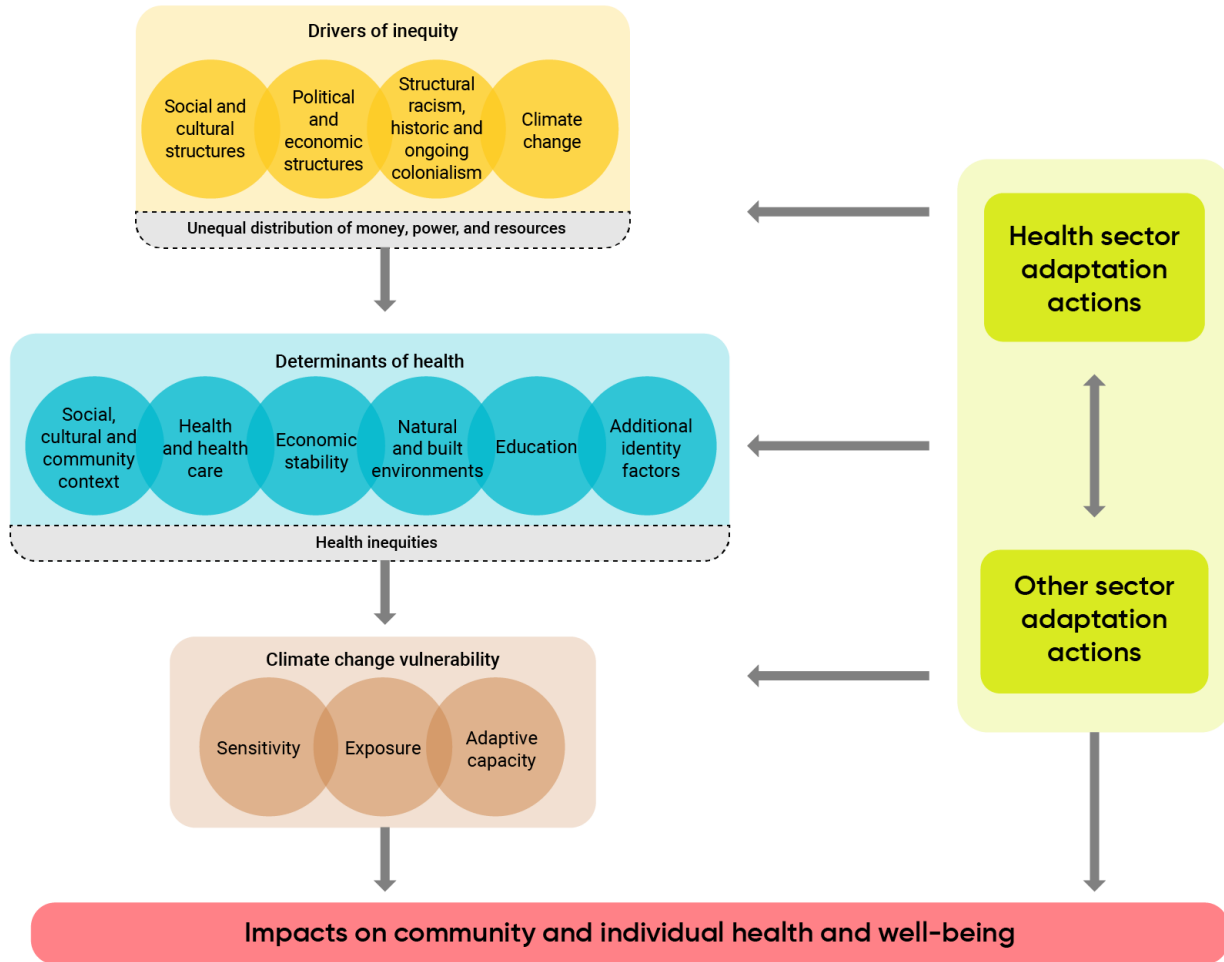 Drivers of inequity
Social and
cultural
structures
Political
and
economic
structures
Structural
racism,
historic and
ongoing
colonialism
Climate
change
Unequal distribution of money, power, and resources
Determinants of health
Social,
cultural and
community
context
Health
and health
care
Economic
stability
Natural
and built
environments
Education
Additional
identity
factors
Health inequities
Climate change vulnerability
Sensitivity
Exposure
Adaptive
capacity
Health sector
adaptation
actions
Other sector
adaptation
actions
Impacts on community and individual health and well-being